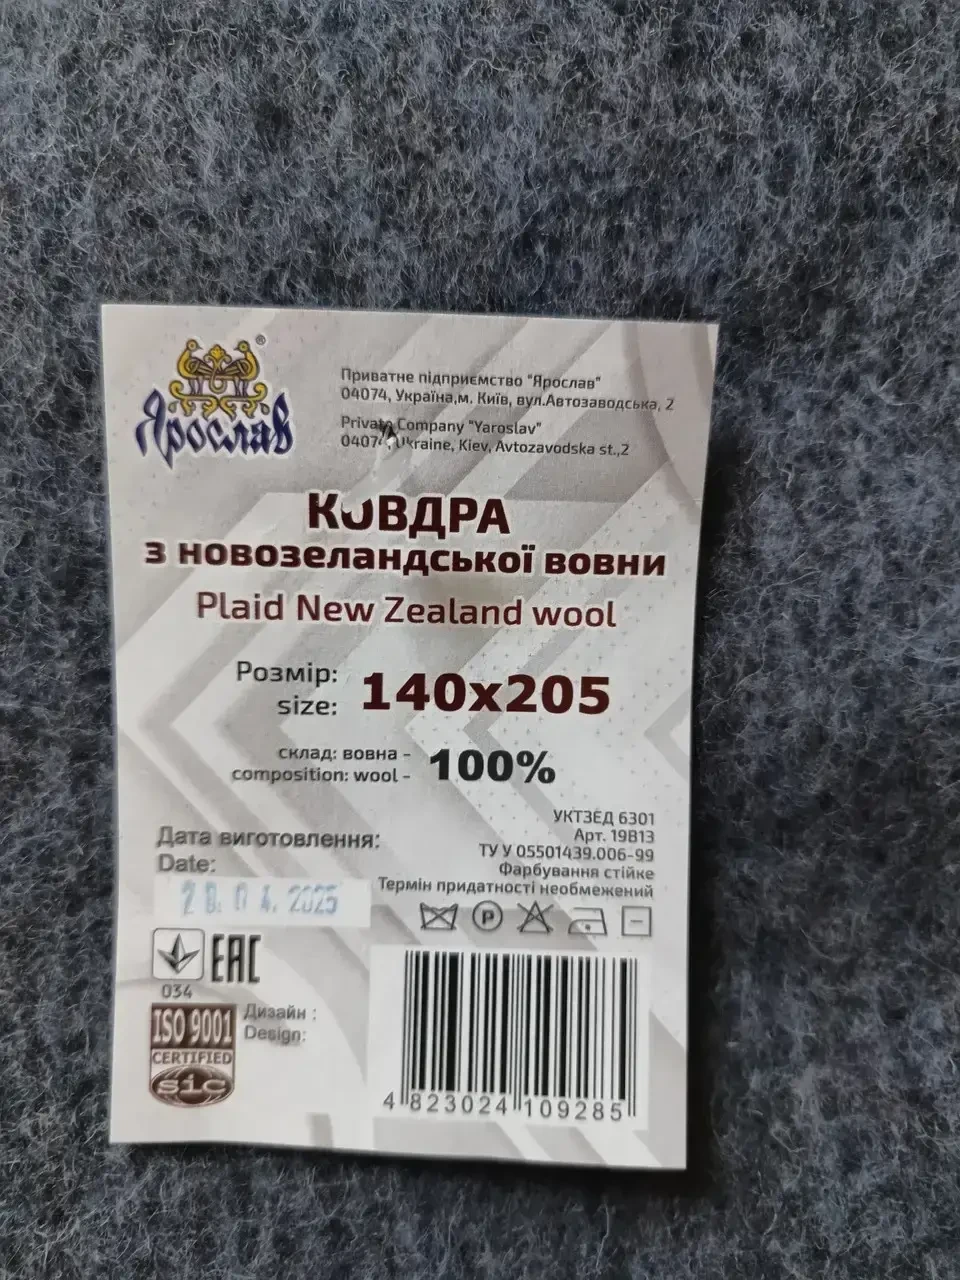 Ярослав®
Приватне підприємство "Ярослав"
04074, Україна,м. Київ, вул.Автозаводська, 2
Private Company "Yaroslav"
04074, Ukraine, Kiev, Avtozavodska st.,2
КОВДРА
з новозеландської вовни
Plaid New Zealand wool
Розмір:
size:
140x205
склад: вовна -
composition: wool -
100%
УКТЗЕД 6301
Арт. 19В13
ТУ У 05501439.006-99
Фарбування стійке
Термін придатності необмежений
Дата виготовлення:
Date:
28.04.2025
P
034
EAC
ISO 9001
CERTIFIED
SIC
Дизайн :
Design:
4 823024 109285